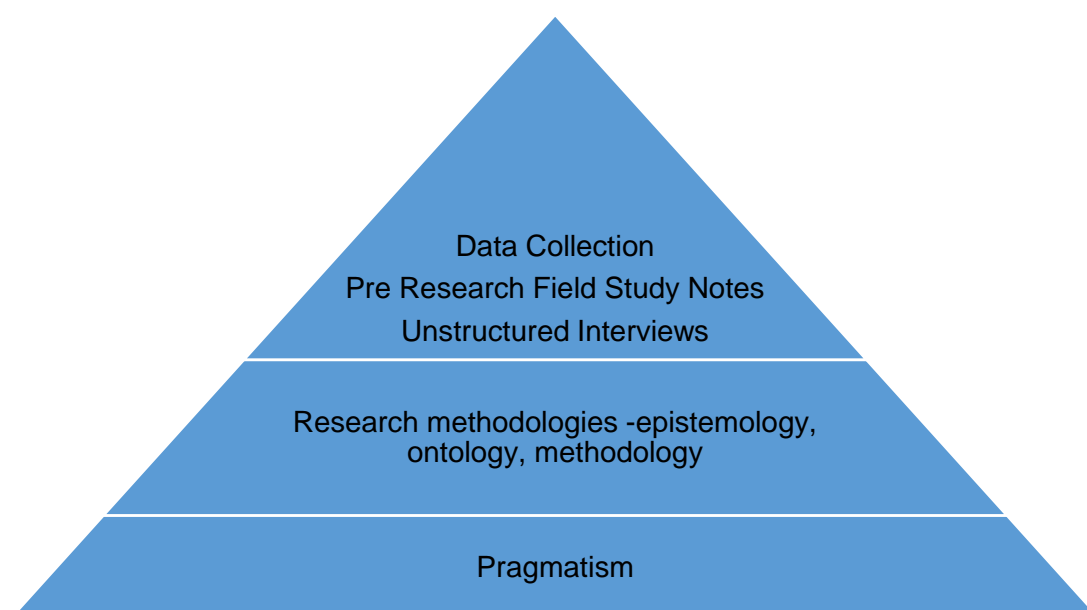 Data Collection
Pre Research Field Study Notes
Unstructured Interviews
Research methodologies -epistemology,
ontology, methodology
Pragmatism